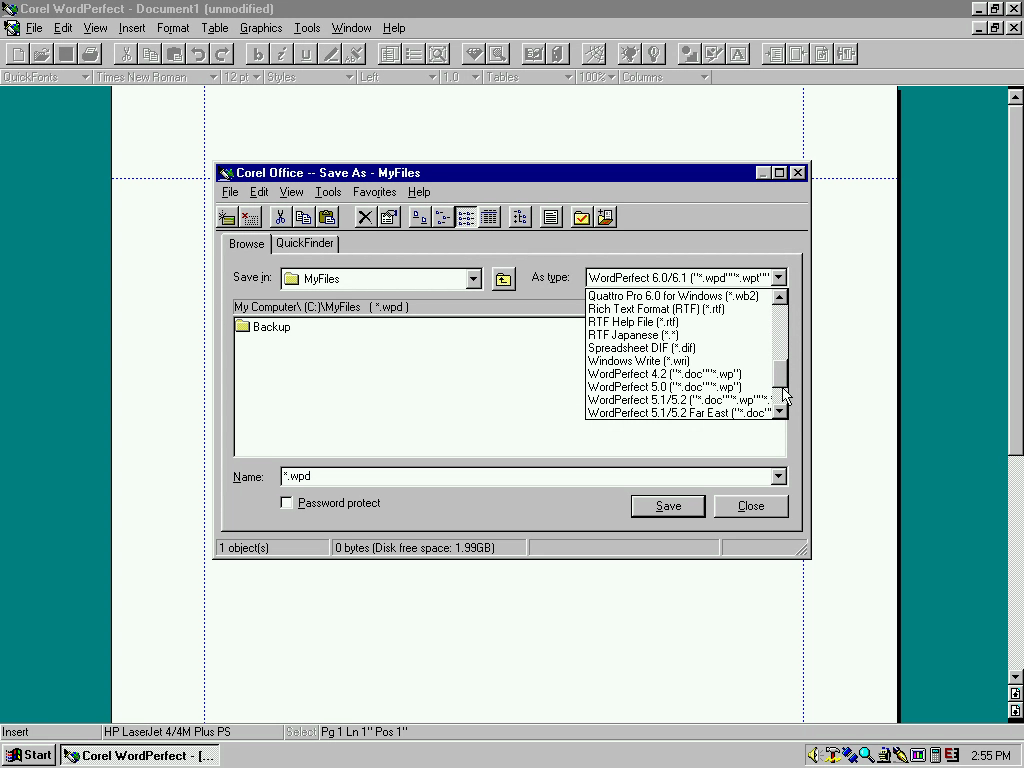 Corel WordPerfect - Document1 (unmodified)
File Edit View Insert Format Table Graphics Tools Window Help
QuickFonts Times New Roman 12 pt Styles Left 1.0 Tables 100% Columns
Corel Office -- Save As - MyFiles
File Edit View Tools Favorites Help
Browse QuickFinder
Save in: MyFiles As type: WordPerfect 6.0/6.1 ("*.wpd""*.wpt""
My Computer\ (C:)\MyFiles ( *.wpd )
Backup
Quattro Pro 6.0 for Windows (*.wb2)
Rich Text Format (RTF) (*.rtf)
RTF Help File (*.rtf)
RTF Japanese (*.*)
Spreadsheet DIF (*.dif)
Windows Write (*.wri)
WordPerfect 4.2 ("*.doc""*.wp")
WordPerfect 5.0 ("*.doc""*.wp")
WordPerfect 5.1/5.2 ("*.doc""*.wp""*.
WordPerfect 5.1/5.2 Far East ("*.doc"
Name: *.wpd
Password protect
Save Close
1 object(s) 0 bytes (Disk free space: 1.99GB)
Insert HP LaserJet 4/4M Plus PS Select Pg 1 Ln 1" Pos 1"
Start Corel WordPerfect - [... 2:55 PM